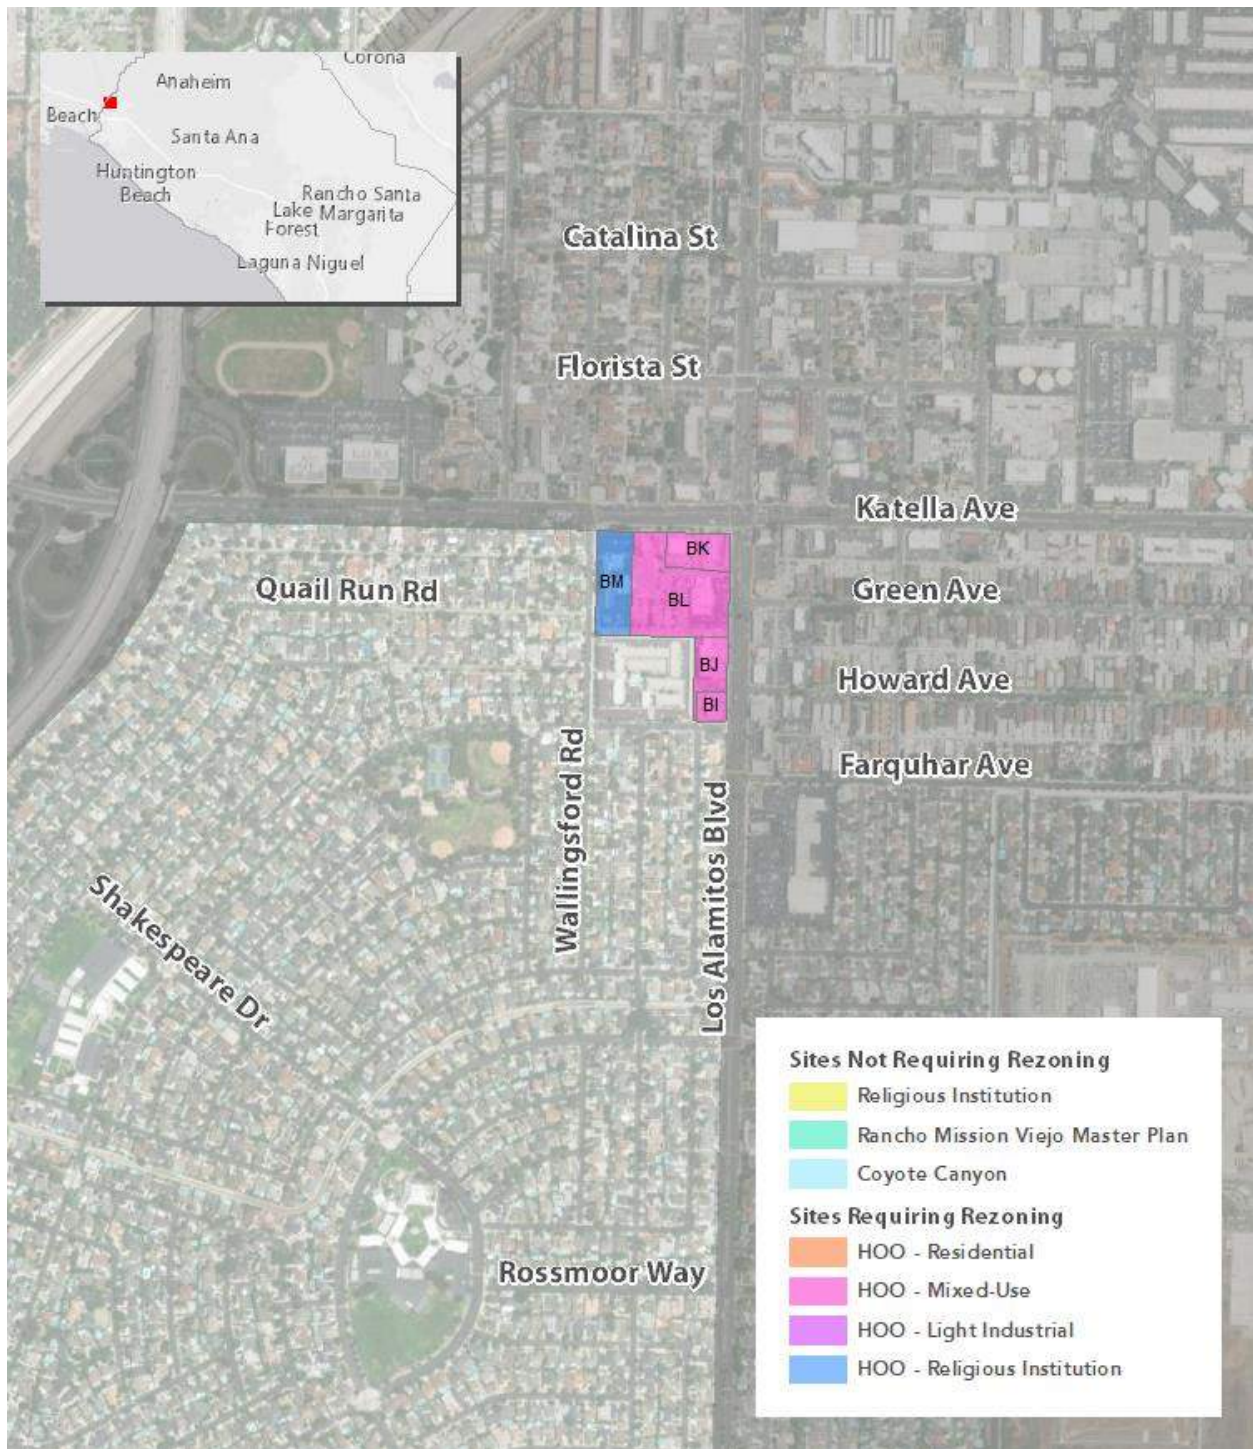 Corona
Anaheim
Beach
Santa Ana
Huntington
Beach
Rancho Santa
Lake Margarita
Forest
Laguna Niguel
Catalina St
Florista St
Katella Ave
Quail Run Rd
Green Ave
BK
BM
BL
Howard Ave
BJ
BI
Farquhar Ave
Wallingsford Rd
Los Alamitos Blvd
Shakespeare Dr
Rossmoor Way
Sites Not Requiring Rezoning
Religious Institution
Rancho Mission Viejo Master Plan
Coyote Canyon
Sites Requiring Rezoning
HOO - Residential
HOO - Mixed-Use
HOO - Light Industrial
HOO - Religious Institution